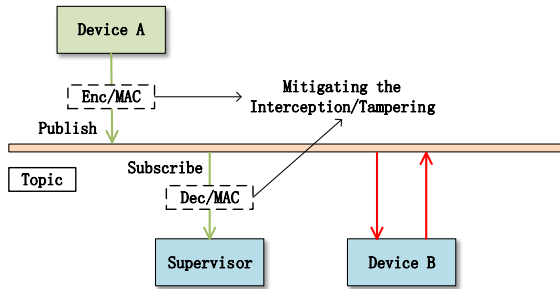 Device A
Enc/MAC
Mitigating the
Interception/Tampering
Publish
Subscribe
Topic
Dec/MAC
Supervisor
Device B